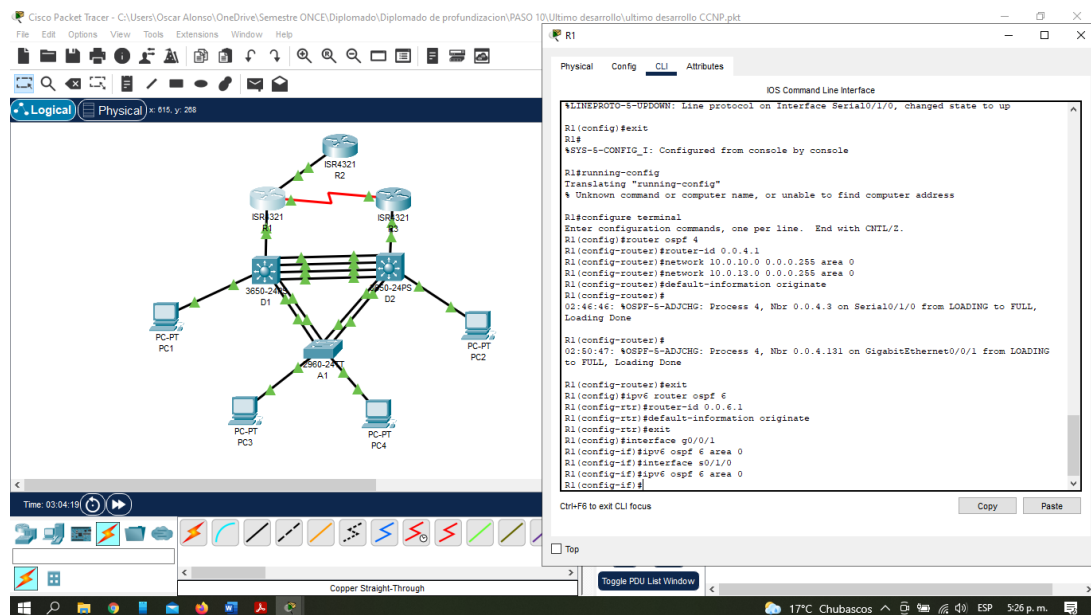 Cisco Packet Tracer - C:\Users\Oscar Alonso\OneDrive\Semestre ONCE\Diplomado\Diplomado de profundizacion\PASO 10\Ultimo desarrollo\ultimo desarrollo CCNP.pkt
File Edit Options View Tools Extensions Window Help
Logical Physical x: 615, y: 268
ISR4321
R2
ISR4321
R1
ISR4321
R3
3650-24PS
D1
3650-24PS
D2
PC-PT
PC1
PC-PT
PC2
2960-24TT
A1
PC-PT
PC3
PC-PT
PC4
Time: 03:04:19
Copper Straight-Through
R1
Physical Config CLI Attributes
IOS Command Line Interface
%LINEPROTO-5-UPDOWN: Line protocol on Interface Serial0/1/0, changed state to up
R1(config)#exit
R1#
%SYS-5-CONFIG_I: Configured from console by console
R1#running-config
Translating "running-config"
% Unknown command or computer name, or unable to find computer address
R1#configure terminal
Enter configuration commands, one per line. End with CNTL/Z.
R1(config)#router ospf 4
R1(config-router)#router-id 0.0.4.1
R1(config-router)#network 10.0.10.0 0.0.0.255 area 0
R1(config-router)#network 10.0.13.0 0.0.0.255 area 0
R1(config-router)#default-information originate
R1(config-router)#
02:46:46: %OSPF-5-ADJCHG: Process 4, Nbr 0.0.4.3 on Serial0/1/0 from LOADING to FULL,
Loading Done
R1(config-router)#
02:50:47: %OSPF-5-ADJCHG: Process 4, Nbr 0.0.4.131 on GigabitEthernet0/0/1 from LOADING
to FULL, Loading Done
R1(config-router)#exit
R1(config)#ipv6 router ospf 6
R1(config-rtr)#router-id 0.0.6.1
R1(config-rtr)#default-information originate
R1(config-rtr)#exit
R1(config)#interface g0/0/1
R1(config-if)#ipv6 ospf 6 area 0
R1(config-if)#interface s0/1/0
R1(config-if)#ipv6 ospf 6 area 0
R1(config-if)#
Ctrl+F6 to exit CLI focus
Copy Paste
Top
Toggle PDU List Window
17°C Chubascos ESP 5:26 p. m.